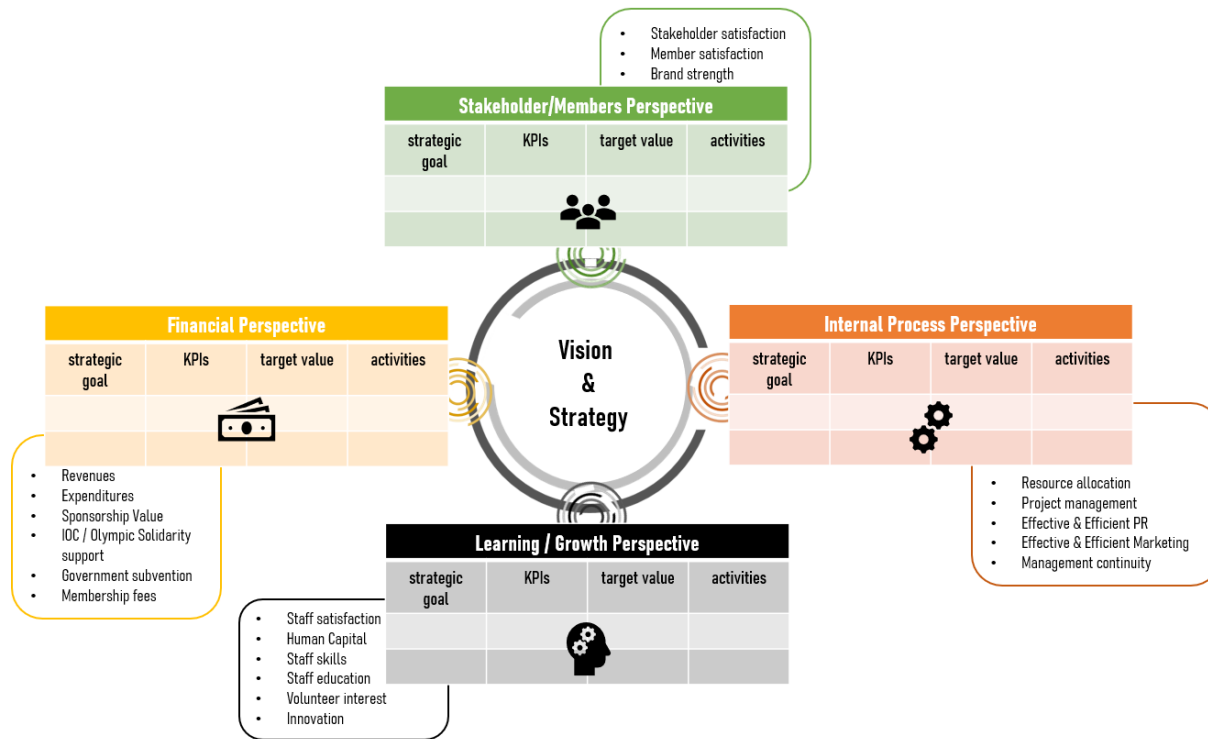 • Stakeholder satisfaction
• Member satisfaction
• Brand strength
Stakeholder/Members Perspective
strategic goal KPIs target value activities
Financial Perspective
strategic goal KPIs target value activities
Vision
&
Strategy
Internal Process Perspective
strategic goal KPIs target value activities
• Revenues
• Expenditures
• Sponsorship Value
• IOC / Olympic Solidarity
support
• Government subvention
• Membership fees
• Resource allocation
• Project management
• Effective & Efficient PR
• Effective & Efficient Marketing
• Management continuity
Learning / Growth Perspective
strategic goal KPIs target value activities
• Staff satisfaction
• Human Capital
• Staff skills
• Staff education
• Volunteer interest
• Innovation